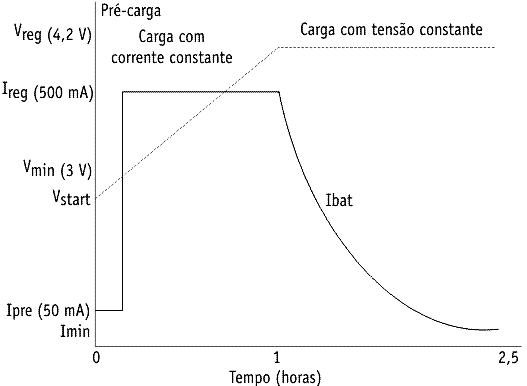 Pré-carga
Vreg (4,2 V)
Carga com
corrente constante
Carga com tensão constante
Ireg (500 mA)
Vmin (3 V)
Vstart
Ibat
Ipre (50 mA)
Imin
0
1
2,5
Tempo (horas)